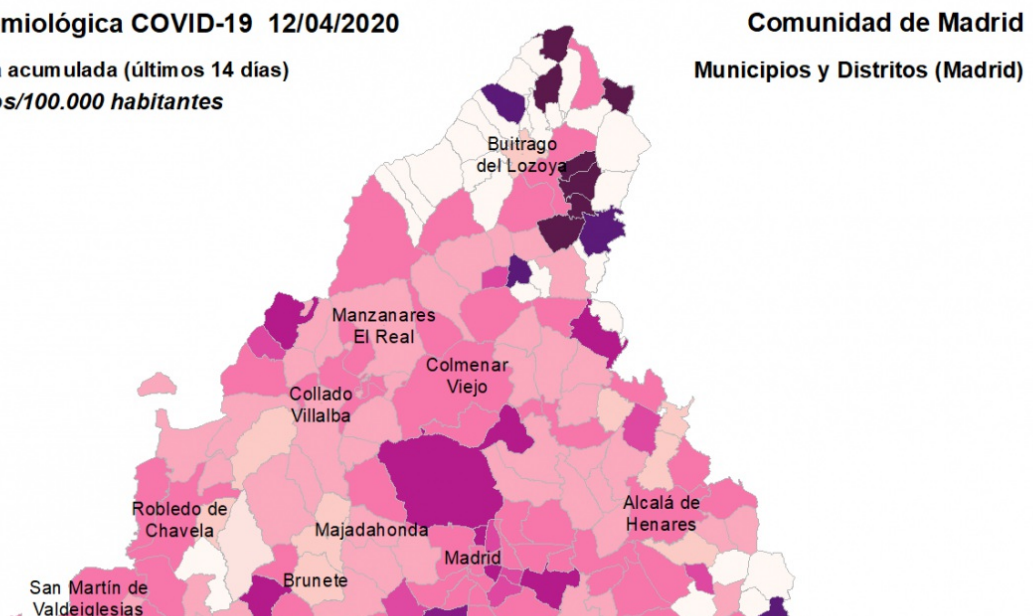 miológica COVID-19 12/04/2020
Comunidad de Madrid
acumulada (últimos 14 días)
Municipios y Distritos (Madrid)
os/100.000 habitantes
Buitrago
del Lozoya
Manzanares
El Real
Colmenar
Viejo
Collado
Villalba
Robledo de
Chavela
Majadahonda
Alcalá de
Henares
Madrid
San Martín de
Valdeiglesias
Brunete